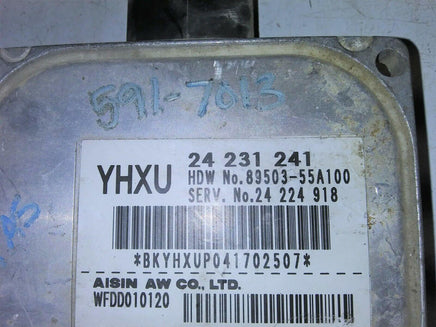 591-7013
YHXU
24 231 241
HDW No.89503-55A100
SERV. No.24 224 918
*BKYHXUP041702507*
AISIN AW CO., LTD.
WFDD010120